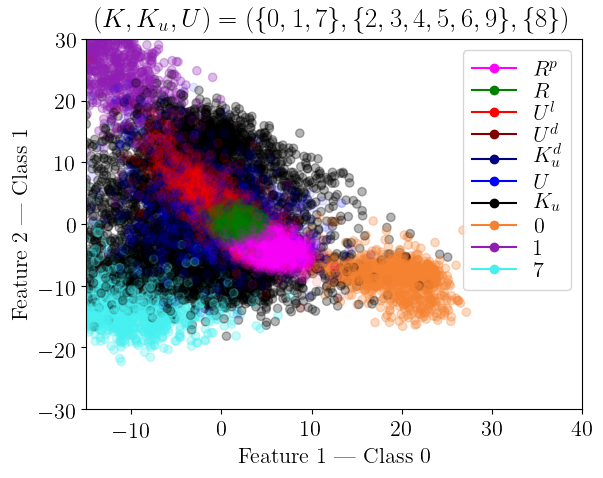 (K, K_u, U) = ({0, 1, 7}, {2, 3, 4, 5, 6, 9}, {8})
30
20
10
0
−10
−20
−30
Feature 2 — Class 1
R^p
R
U^l
U^d
K_u^d
U
K_u
0
1
7
−10
0
10
20
30
40
Feature 1 — Class 0